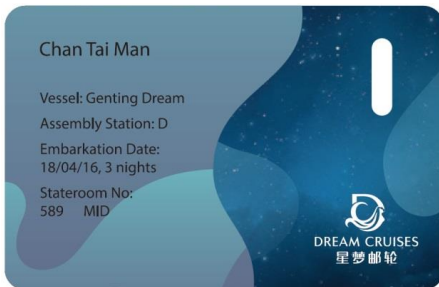 Chan Tai Man
Vessel: Genting Dream
Assembly Station: D
Embarkation Date:
18/04/16, 3 nights
Stateroom No:
589 MID
DREAM CRUISES
星梦邮轮